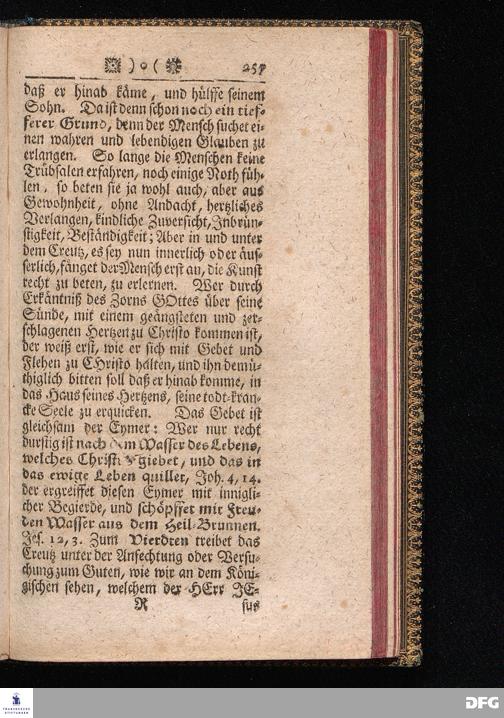 ) o ( 257
daß er hinab käme, und hülffe seinem
Sohn. Da ist denn schon noch ein tief-
ferer Grund, denn der Mensch suchet ei-
nen wahren und lebendigen Glauben zu
erlangen. So lange die Menschen keine
Trübsalen erfahren, noch einige Noth füh-
len, so beten sie ja wohl auch, aber aus
Gewohnheit, ohne Andacht, hertzliches
Verlangen, kindliche Zuversicht, Inbrün-
stigkeit, Beständigkeit; Aber in und unter
dem Creutz, es sey nun innerlich oder äus-
serlich, fänget der Mensch erst an, die Kunst
recht zu beten, zu erlernen. Wer durch
Erkäntniß des Zorns GOttes über seine
Sünde, mit einem geängsteten und zer-
schlagenen Hertzen zu Christo kommen ist,
der weiß erst, wie er sich mit Gebet und
Flehen zu CHristo halten, und ihn demü-
thiglich bitten soll daß er hinab komme, in
das Haus seines Hertzens, seine todt-kran-
cke Seele zu erquicken. Das Gebet ist
gleichsam der Eymer: Wer nur recht
durstig ist nach dem Wasser des Lebens,
welches Christus giebet, und das in
das ewige Leben quillet, Joh. 4, 14.
der ergreiffet diesen Eymer mit innigli-
cher Begierde, und schöpffet mit Freu-
den Wasser aus dem Heil-Brunnen.
Jes. 12, 3. Zum Vierdten treibet das
Creutz unter der Anfechtung oder Versu-
chung zum Guten, wie wir an dem Köni-
gischen sehen, welchem der HErr JE-
R sus
FRANCKESCHE
STIFTUNGEN
DFG